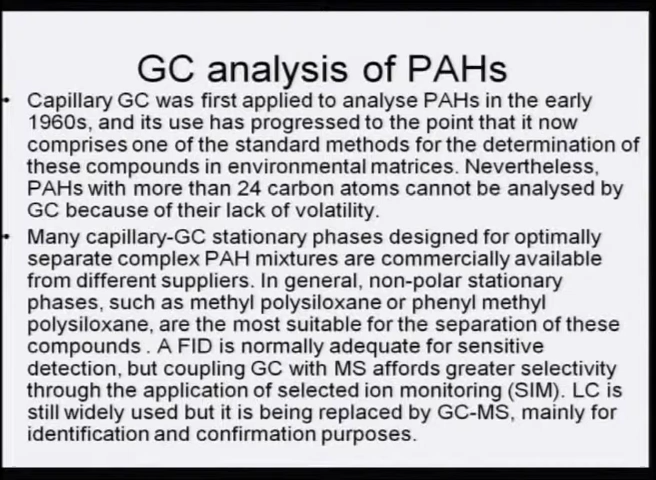 GC analysis of PAHs
• Capillary GC was first applied to analyse PAHs in the early
1960s, and its use has progressed to the point that it now
comprises one of the standard methods for the determination of
these compounds in environmental matrices. Nevertheless,
PAHs with more than 24 carbon atoms cannot be analysed by
GC because of their lack of volatility.
• Many capillary-GC stationary phases designed for optimally
separate complex PAH mixtures are commercially available
from different suppliers. In general, non-polar stationary
phases, such as methyl polysiloxane or phenyl methyl
polysiloxane, are the most suitable for the separation of these
compounds . A FID is normally adequate for sensitive
detection, but coupling GC with MS affords greater selectivity
through the application of selected ion monitoring (SIM). LC is
still widely used but it is being replaced by GC-MS, mainly for
identification and confirmation purposes.